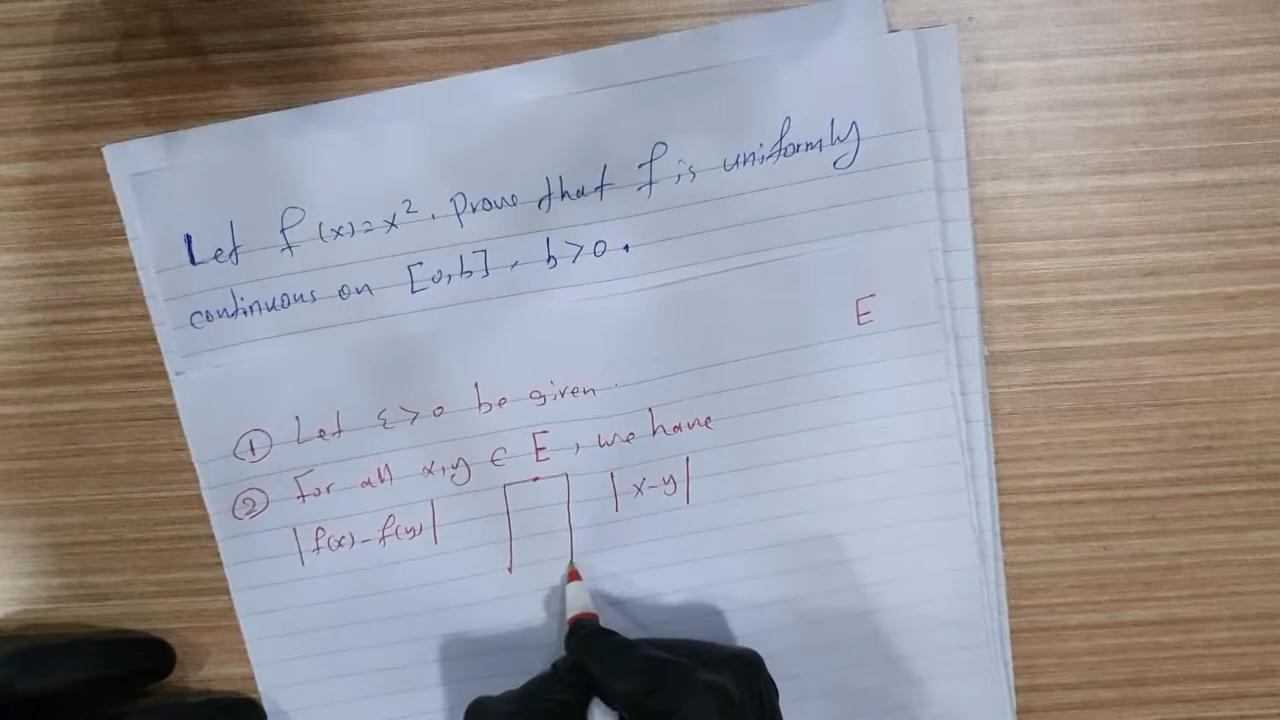 Let f(x)=x². Prove that f is uniformly
continuous on [0,b], b>0.
E
① Let ε>0 be given.
② For all x,y ∈ E, we have
|f(x)-f(y)| |x-y|